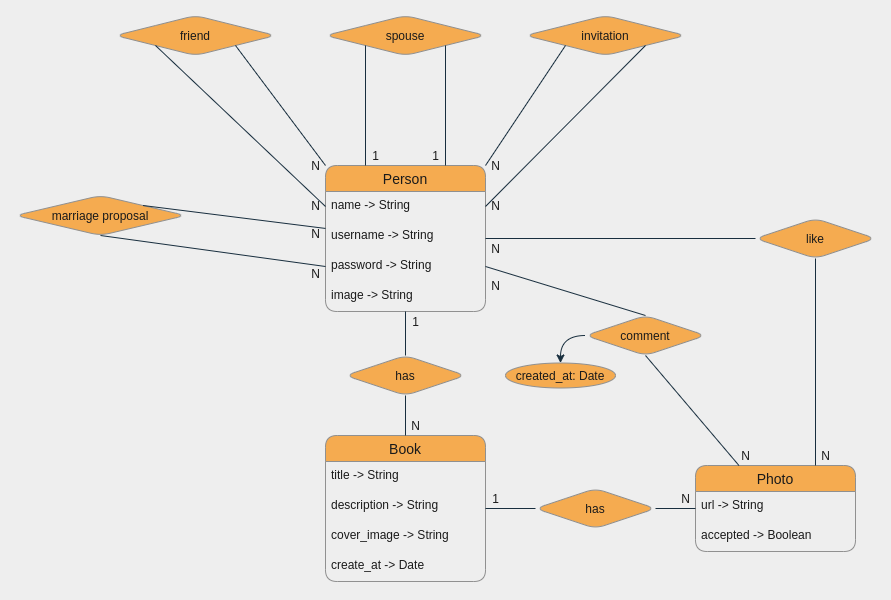 friend
spouse
invitation
1
1
N
N
Person
marriage proposal
N
name -> String
N
N
username -> String
N
like
N
password -> String
N
image -> String
1
comment
has
created_at: Date
N
Book
N
N
title -> String
Photo
description -> String
1
has
N
url -> String
cover_image -> String
accepted -> Boolean
create_at -> Date